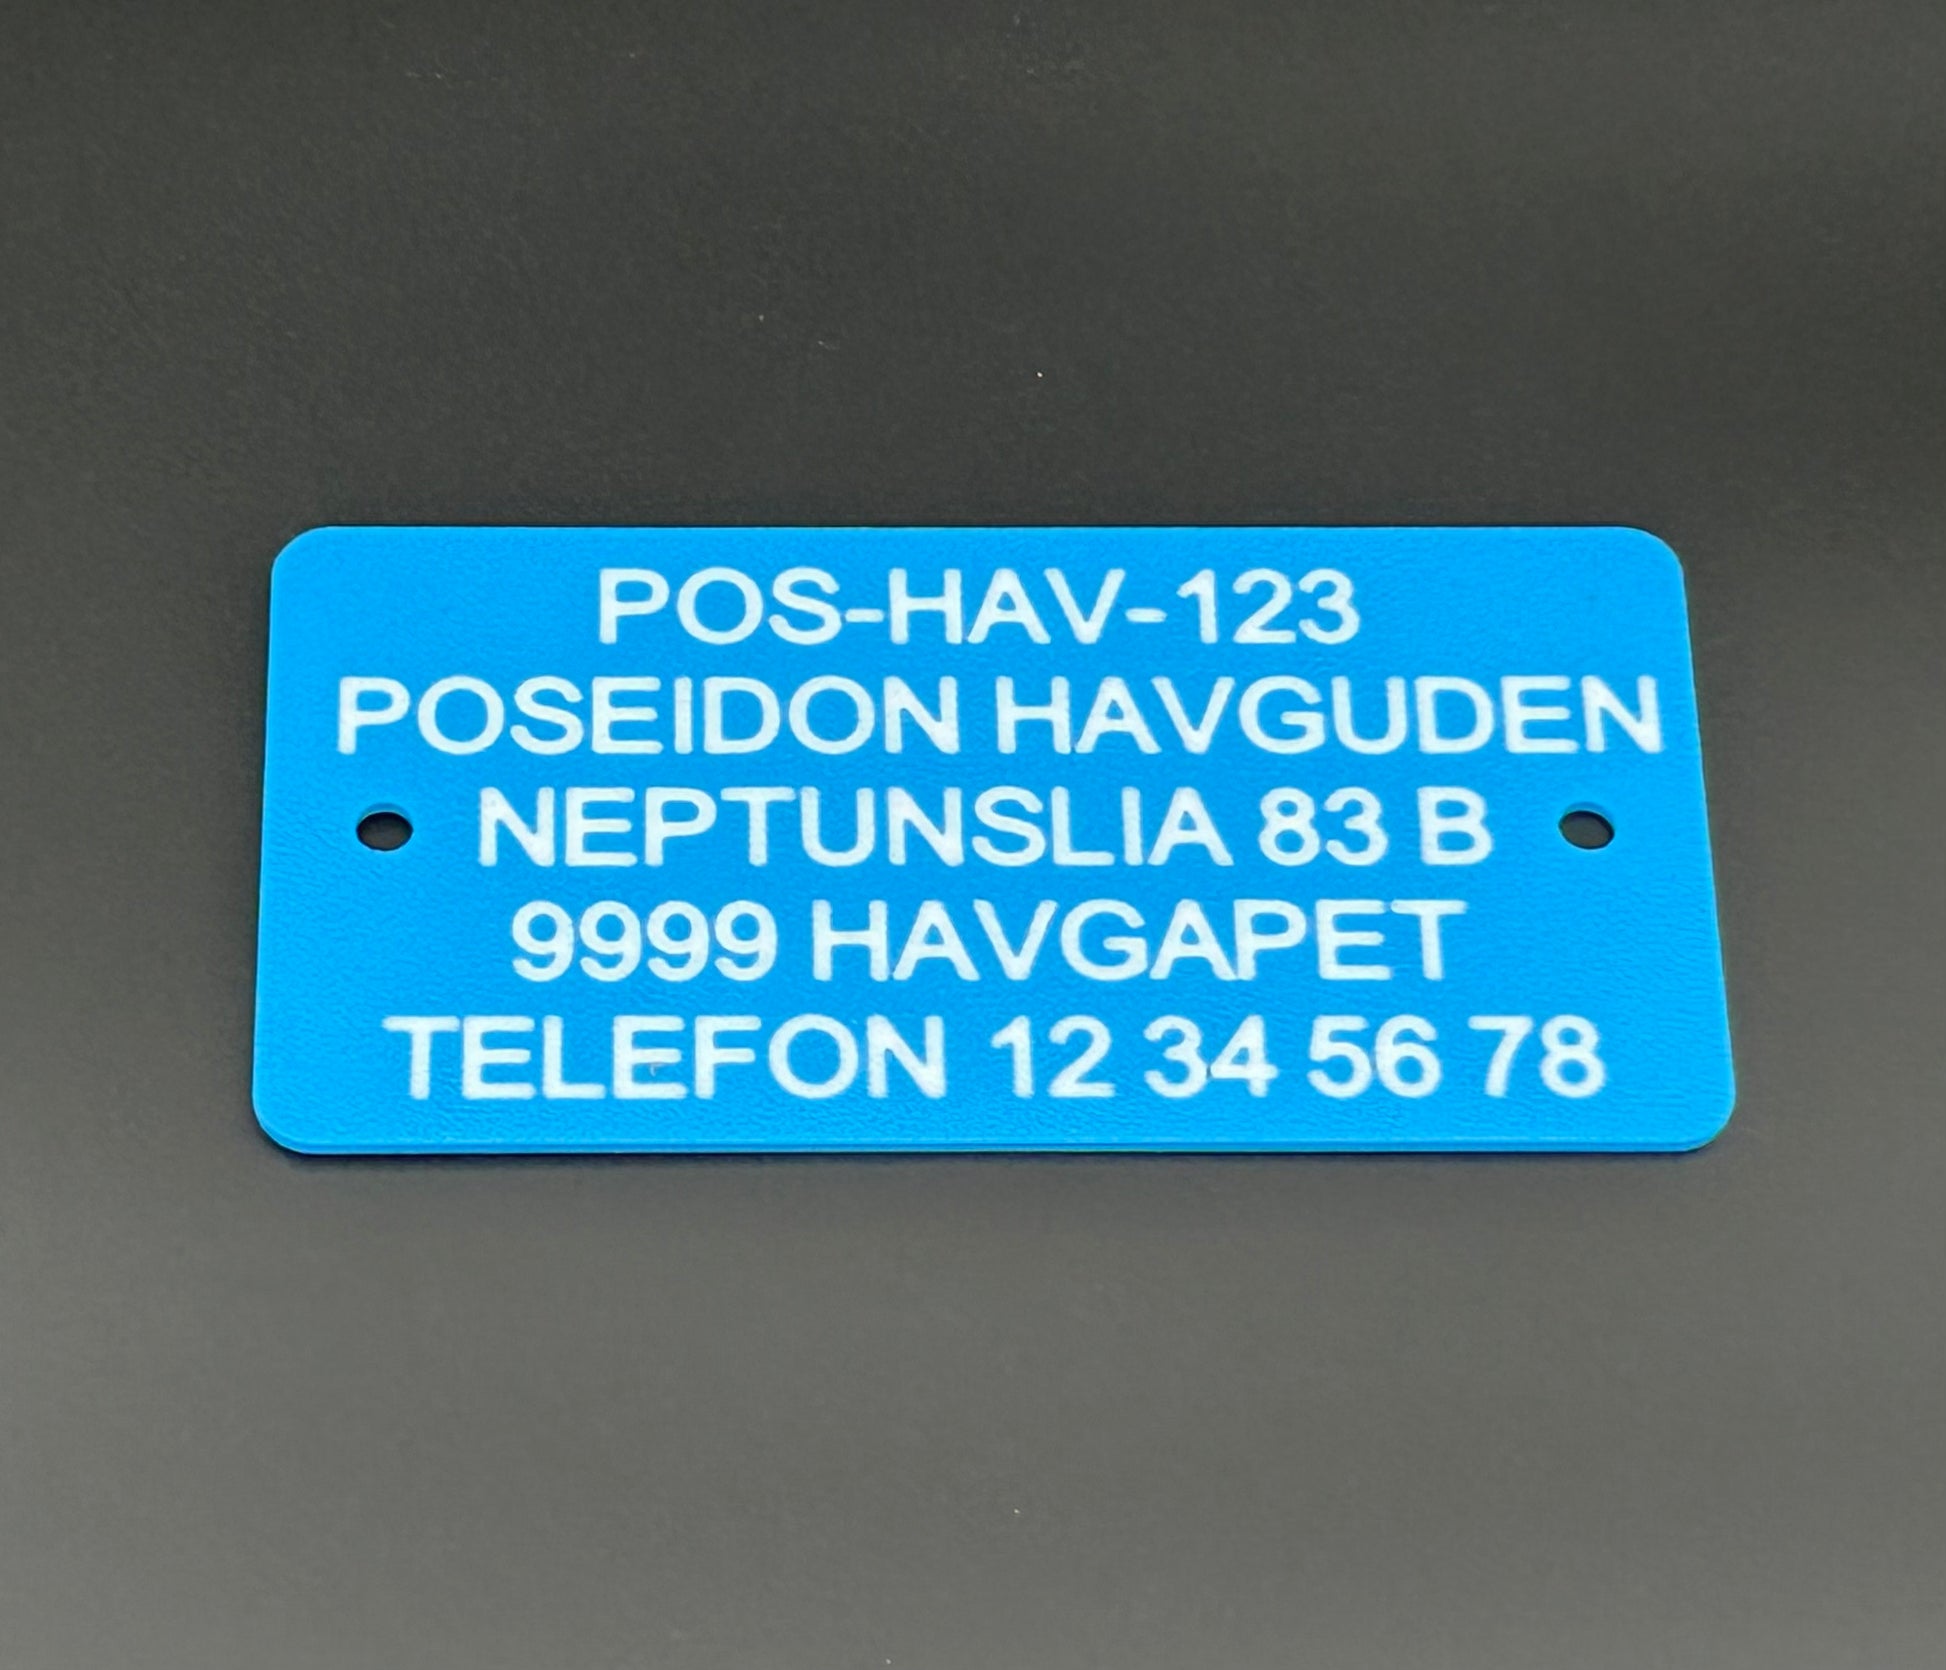 POS-HAV-123
POSEIDON HAVGUDEN
NEPTUNSLIA 83 B
9999 HAVGAPET
TELEFON 12 34 56 78